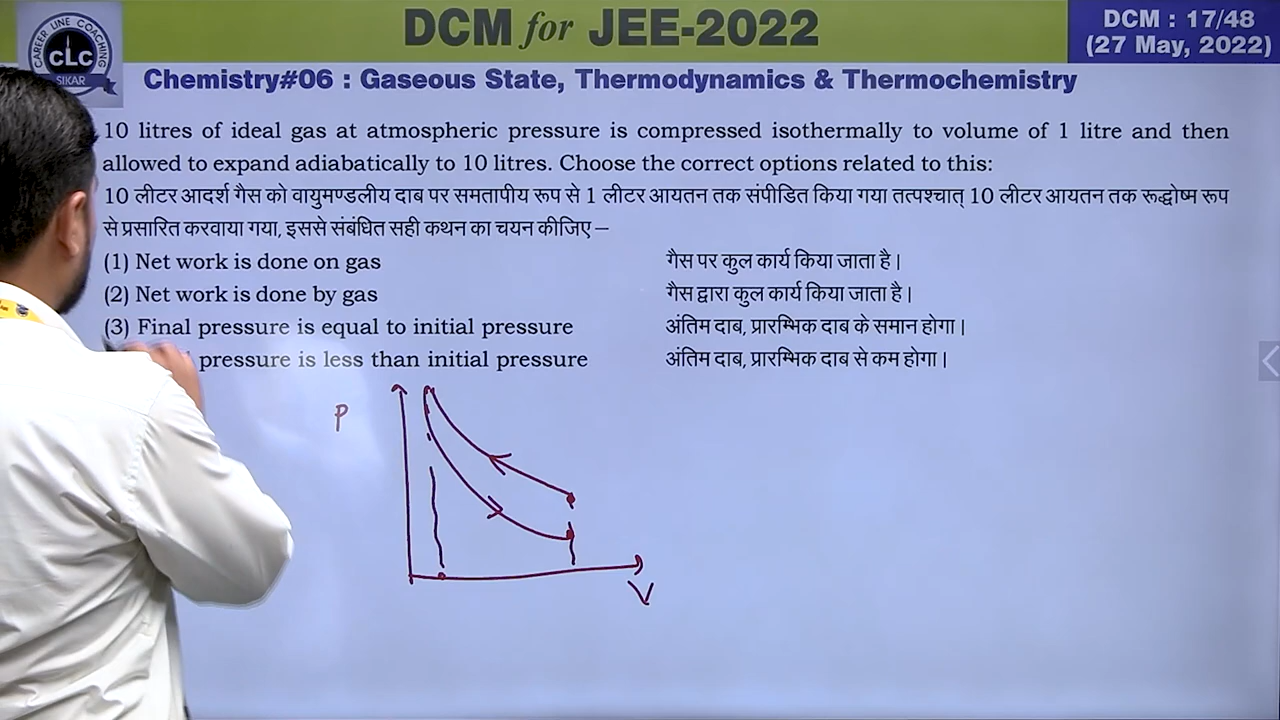 DCM for JEE-2022
DCM : 17/48
(27 May, 2022)
CAREER LINE COACHING
CLC
SIKAR
Chemistry#06 : Gaseous State, Thermodynamics & Thermochemistry
10 litres of ideal gas at atmospheric pressure is compressed isothermally to volume of 1 litre and then
allowed to expand adiabatically to 10 litres. Choose the correct options related to this:
10 लीटर आदर्श गैस को वायुमण्डलीय दाब पर समतापीय रूप से 1 लीटर आयतन तक संपीडित किया गया तत्पश्चात् 10 लीटर आयतन तक रूद्धोष्म रूप
से प्रसारित करवाया गया, इससे संबंधित सही कथन का चयन कीजिए –
(1) Net work is done on gas गैस पर कुल कार्य किया जाता है।
(2) Net work is done by gas गैस द्वारा कुल कार्य किया जाता है।
(3) Final pressure is equal to initial pressure अंतिम दाब, प्रारम्भिक दाब के समान होगा।
pressure is less than initial pressure अंतिम दाब, प्रारम्भिक दाब से कम होगा।
P
V